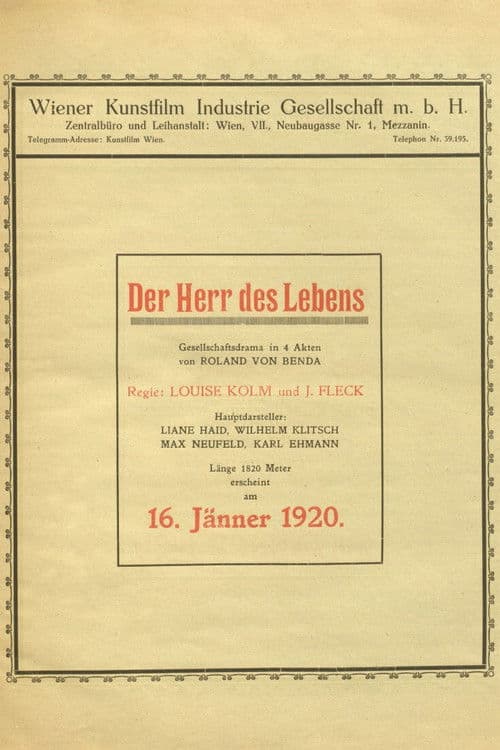 Wiener Kunstfilm Industrie Gesellschaft m. b. H.
Zentralbüro und Leihanstalt: Wien, VII., Neubaugasse Nr. 1, Mezzanin.
Telegramm-Adresse: Kunstfilm Wien. Telephon Nr. 39.195.
Der Herr des Lebens
Gesellschaftsdrama in 4 Akten
von ROLAND VON BENDA
Regie: LOUISE KOLM und J. FLECK
Hauptdarsteller:
LIANE HAID, WILHELM KLITSCH
MAX NEUFELD, KARL EHMANN
Länge 1820 Meter
erscheint
am
16. Jänner 1920.